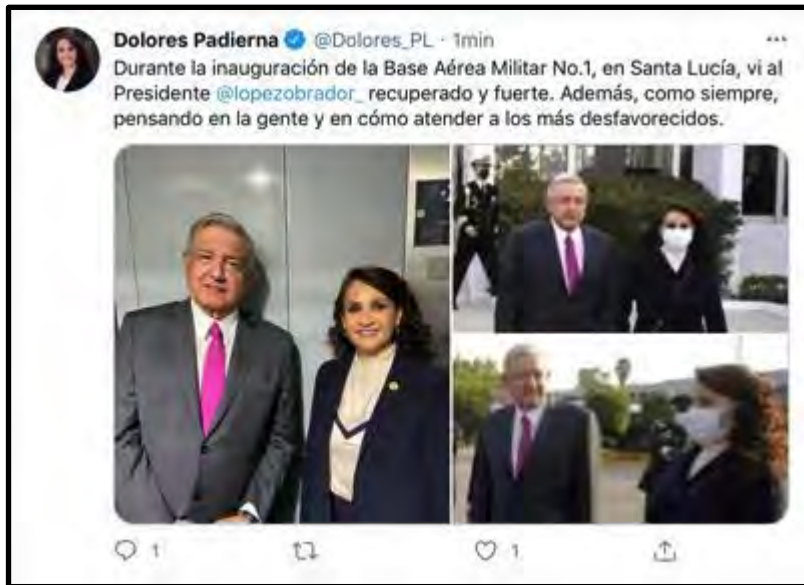 Dolores Padierna @Dolores_PL · 1min
Durante la inauguración de la Base Aérea Militar No.1, en Santa Lucía, vi al
Presidente @lopezobrador_ recuperado y fuerte. Además, como siempre,
pensando en la gente y en cómo atender a los más desfavorecidos.
1
1